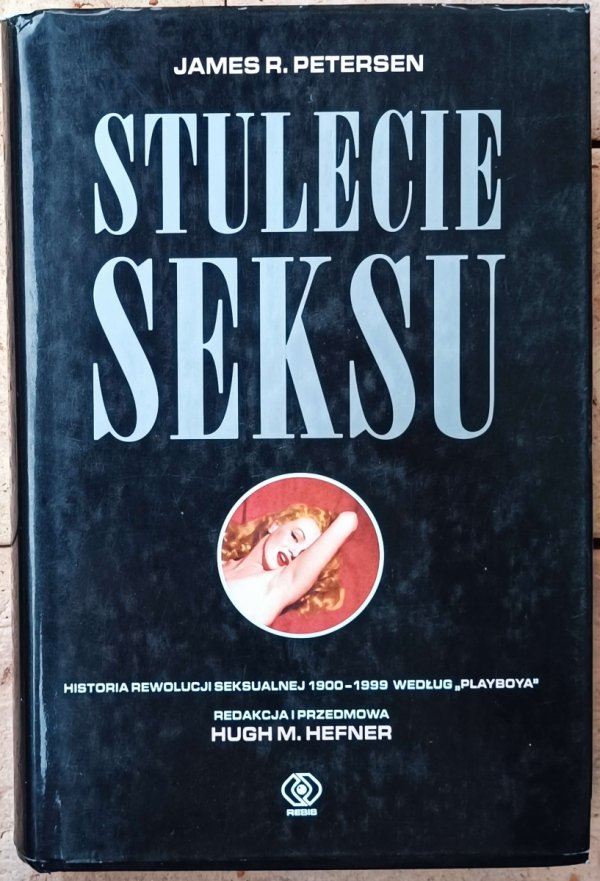 JAMES R. PETERSEN
STULECIE
SEKSU
HISTORIA REWOLUCJI SEKSUALNEJ 1900–1999 WEDŁUG „PLAYBOYA”
REDAKCJA I PRZEDMOWA
HUGH M. HEFNER
REBIS